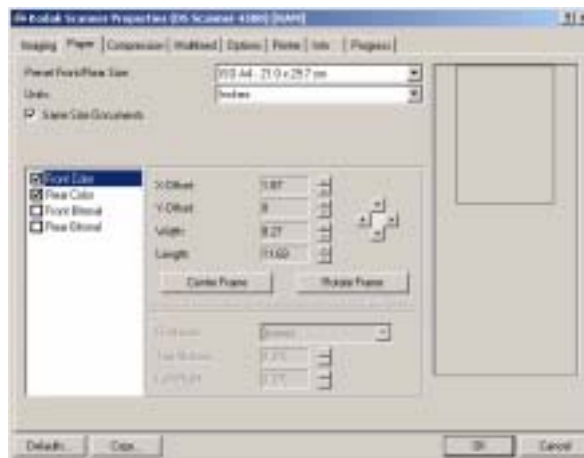 Kodak Scanner Properties (DS Scanner
Imaging Paper Compression Multifeed Options Printer Info Progress
Preset Front/Rear Size: ISO A4 - 21.0 x 29.7 cm
Units: Inches
Same Size Documents
Front Color
Rear Color
Front Bitonal
Rear Bitonal
X-Offset: 1.87
Y-Offset: 0
Width: 8.27
Length: 11.69
Center Frame Rotate Frame
Defaults... Copy... OK Cancel